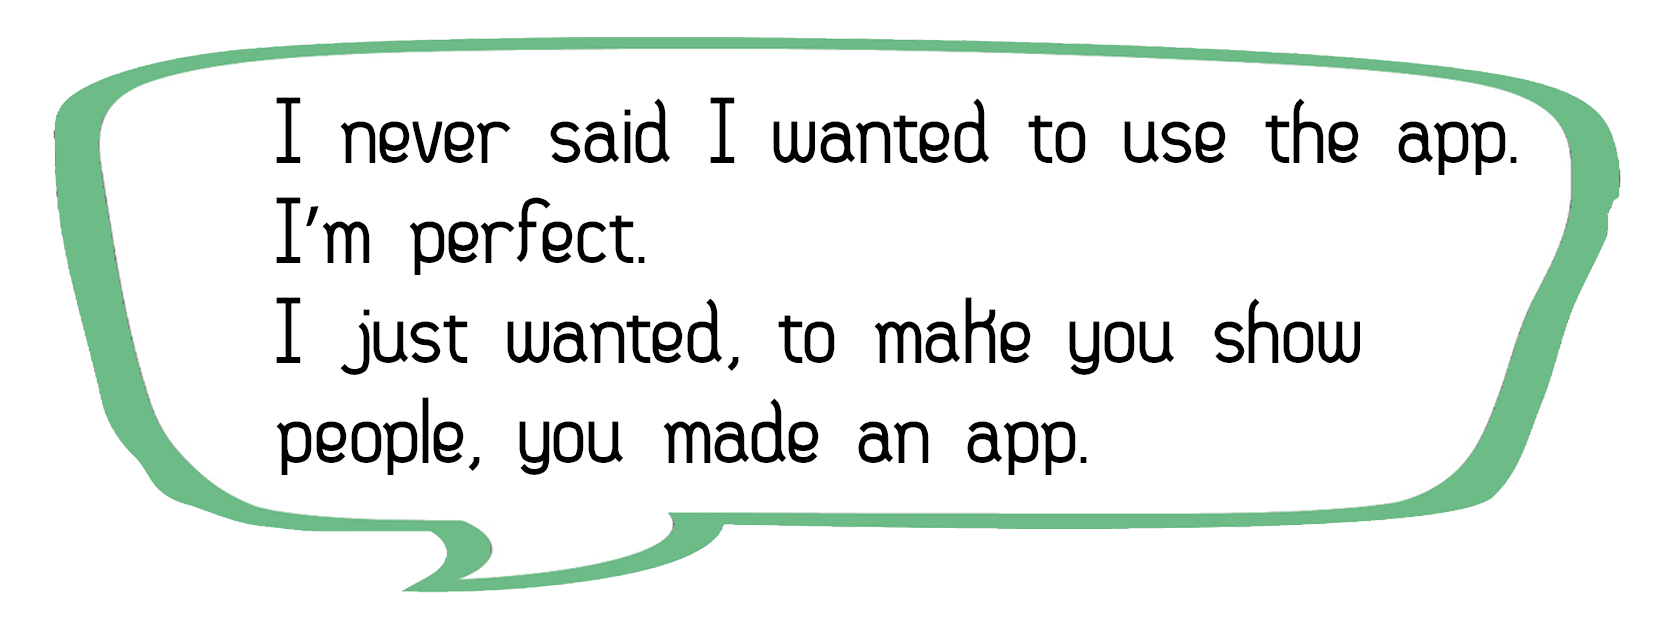 I never said I wanted to use the app.
I'm perfect.
I just wanted, to make you show
people, you made an app.